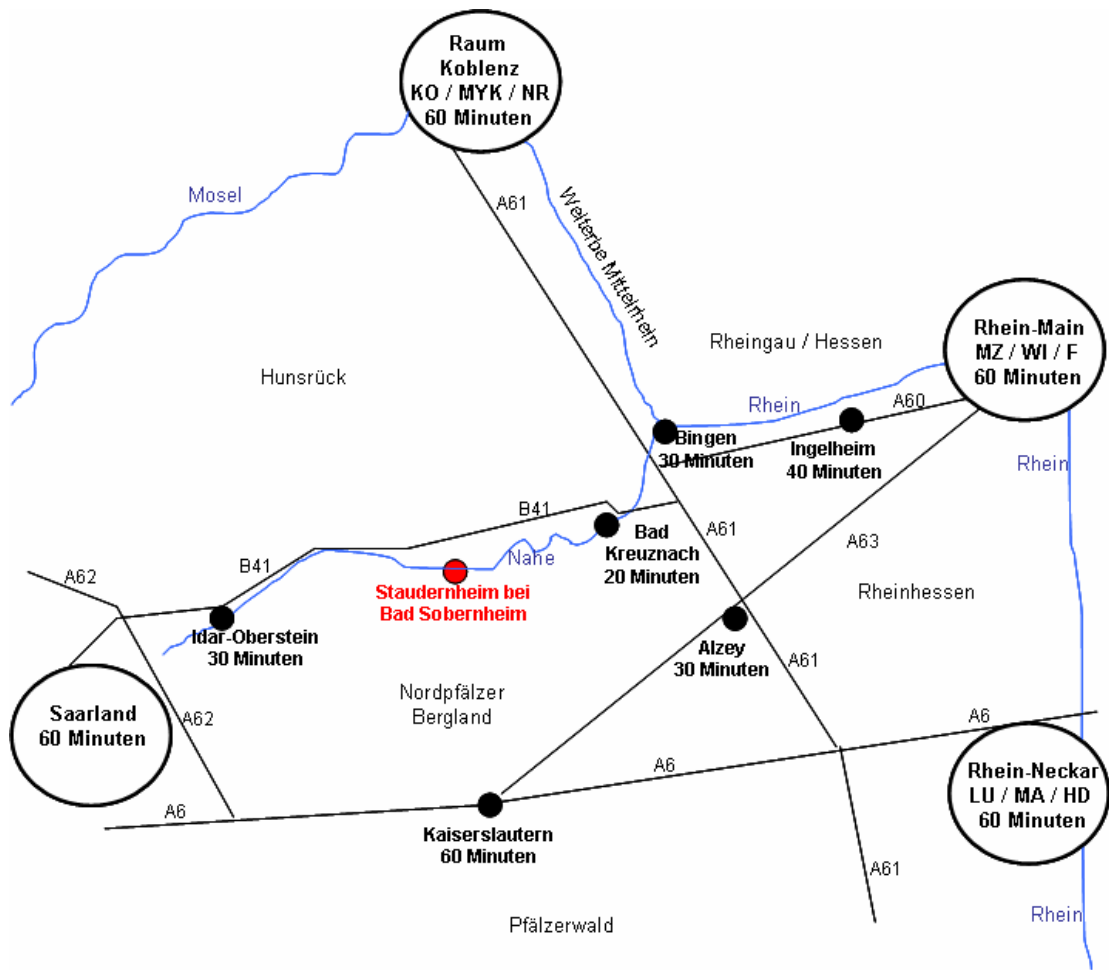 Raum
Koblenz
KO / MYK / NR
60 Minuten
Mosel
A61
Welterbe Mittelrhein
Rheingau / Hessen
Rhein-Main
MZ / WI / F
60 Minuten
Hunsrück
Rhein
A60
Bingen
30 Minuten
Ingelheim
40 Minuten
Rhein
B41
B41
A61
A63
Nahe
Bad
Kreuznach
20 Minuten
A62
Staudernheim bei
Bad Sobernheim
Rheinhessen
Idar-Oberstein
30 Minuten
Alzey
30 Minuten
A61
Nordpfälzer
Bergland
Saarland
60 Minuten
A62
A6
A6
Rhein-Neckar
LU / MA / HD
60 Minuten
A6
Kaiserslautern
60 Minuten
A61
Pfälzerwald
Rhein